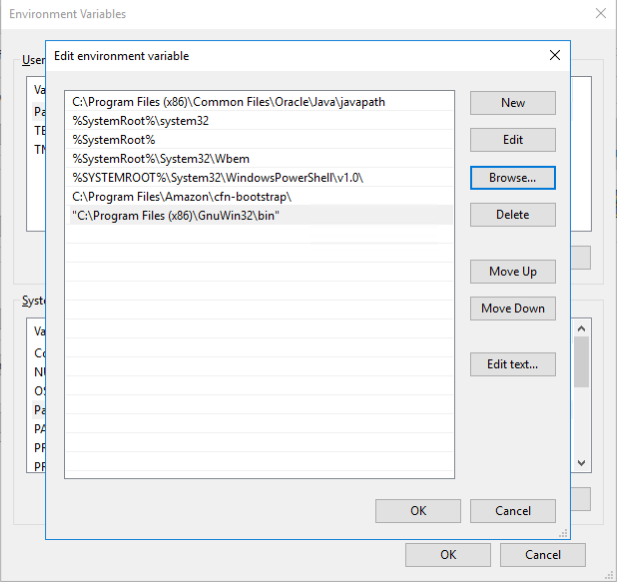 Environment Variables
Edit environment variable
User
Va
Pa
TE
TM
C:\Program Files (x86)\Common Files\Oracle\Java\javapath
%SystemRoot%\system32
%SystemRoot%
%SystemRoot%\System32\Wbem
%SYSTEMROOT%\System32\WindowsPowerShell\v1.0\
C:\Program Files\Amazon\cfn-bootstrap\
"C:\Program Files (x86)\GnuWin32\bin"
New
Edit
Browse...
Delete
Move Up
Move Down
Edit text...
Syste
Va
Co
NU
OS
Pa
PA
PR
PR
OK
Cancel
OK
Cancel